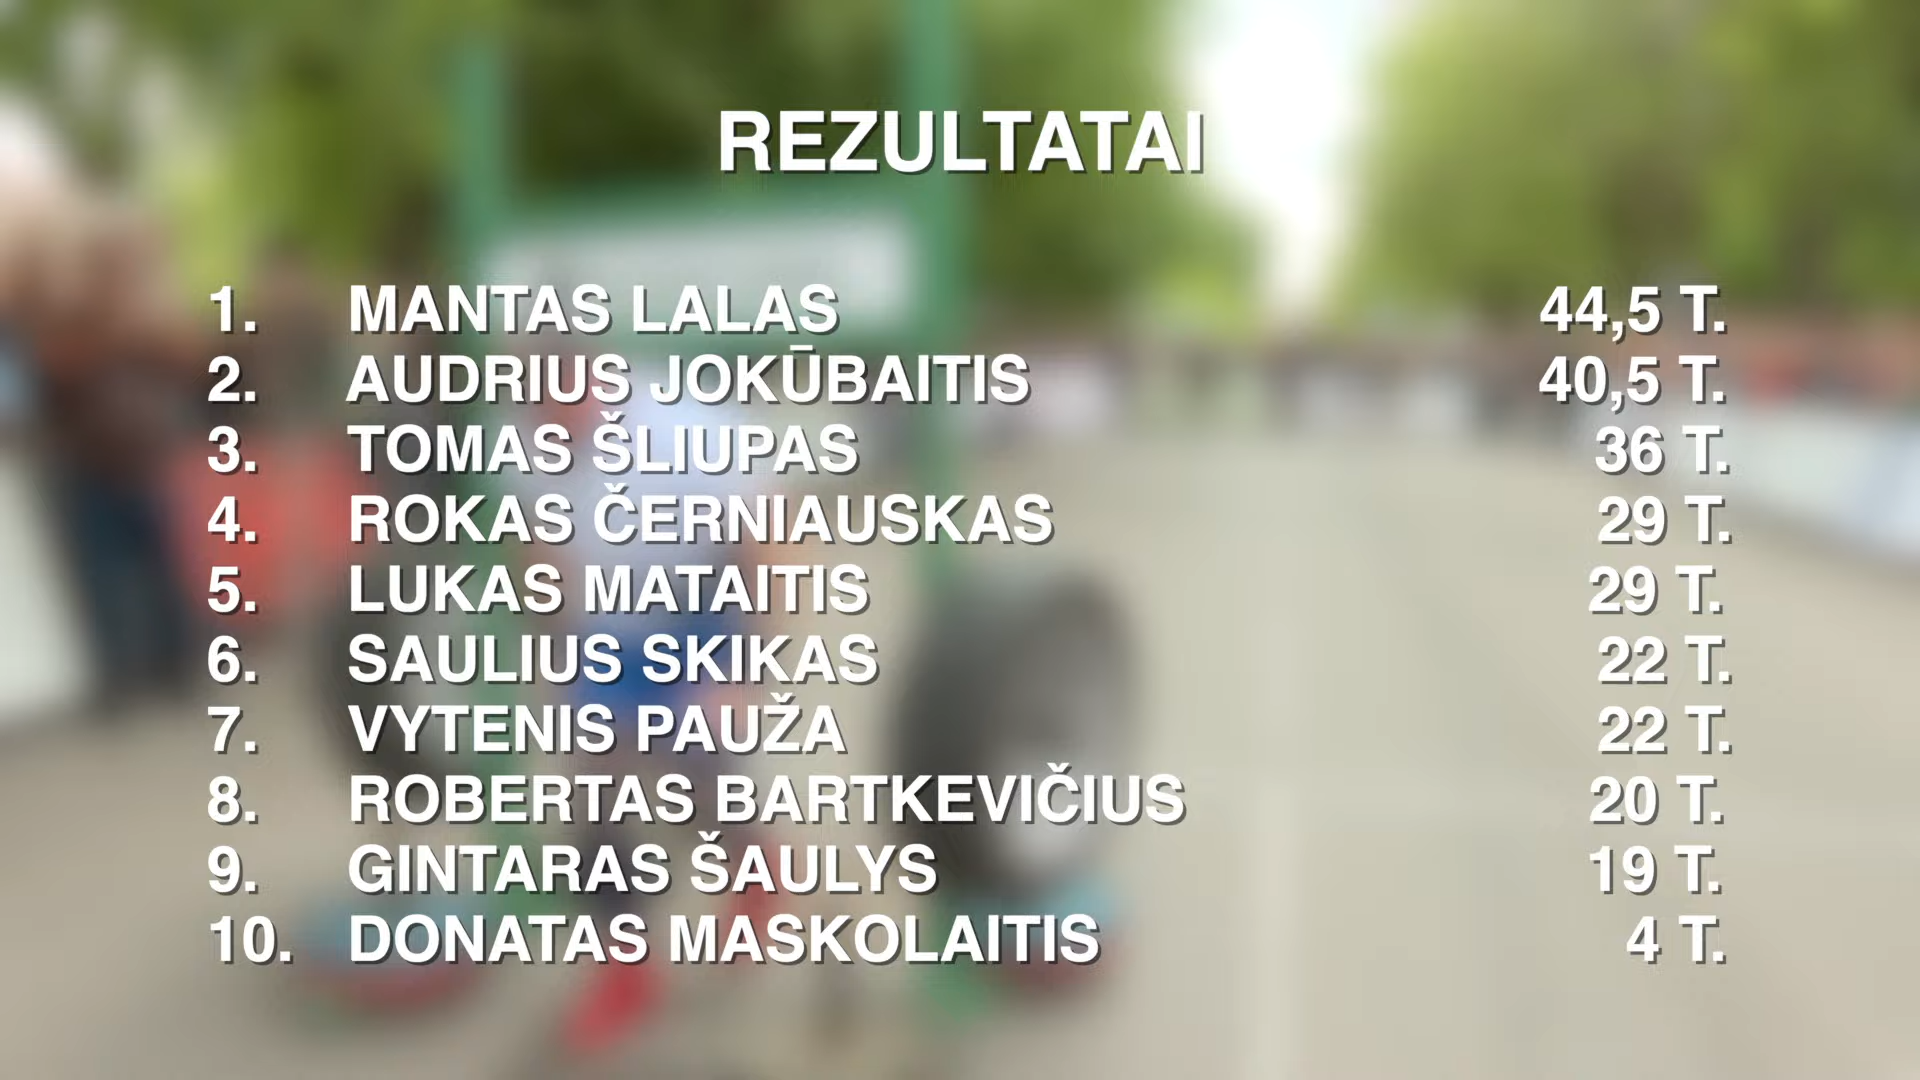 REZULTATAI
1. MANTAS LALAS 44,5 T.
2. AUDRIUS JOKŪBAITIS 40,5 T.
3. TOMAS ŠLIUPAS 36 T.
4. ROKAS ČERNIAUSKAS 29 T.
5. LUKAS MATAITIS 29 T.
6. SAULIUS SKIKAS 22 T.
7. VYTENIS PAUŽA 22 T.
8. ROBERTAS BARTKEVIČIUS 20 T.
9. GINTARAS ŠAULYS 19 T.
10. DONATAS MASKOLAITIS 4 T.